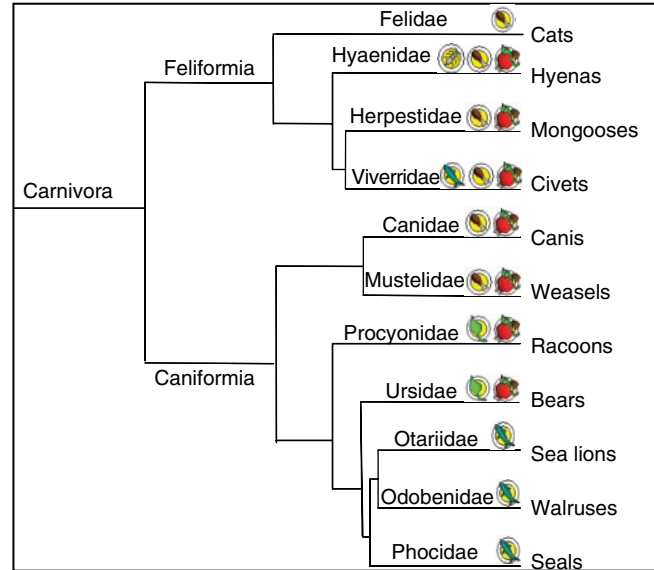 Felidae
Cats
Hyaenidae
Feliformia
Hyenas
Herpestidae
Mongooses
Viverridae
Civets
Carnivora
Canidae
Canis
Mustelidae
Weasels
Procyonidae
Racoons
Caniformia
Ursidae
Bears
Otariidae
Sea lions
Odobenidae
Walruses
Phocidae
Seals